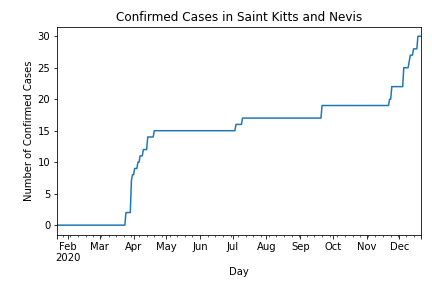 Confirmed Cases in Saint Kitts and Nevis
Number of Confirmed Cases
30
25
20
15
10
5
0
Feb Mar Apr May Jun Jul Aug Sep Oct Nov Dec
2020
Day